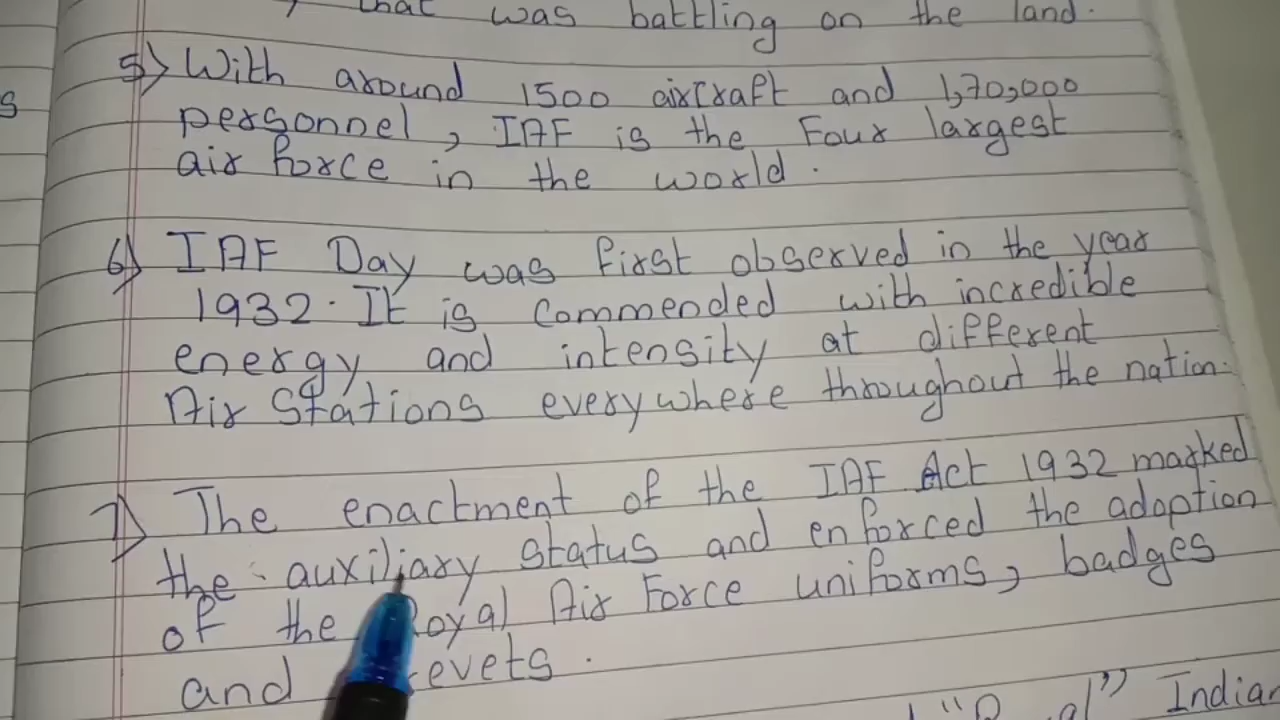 that was battling on the land.
s
5) With around 1500 aircraft and 1,70,000
personnel, IAF is the Four largest
air force in the world.
6) IAF Day was first observed in the year
1932. It is commended with incredible
energy and intensity at different
Air Stations everywhere throughout the nation.
7) The enactment of the IAF Act 1932 marked
the auxiliary status and enforced the adoption
of the Royal Air Force uniforms, badges
and evets.
Indian